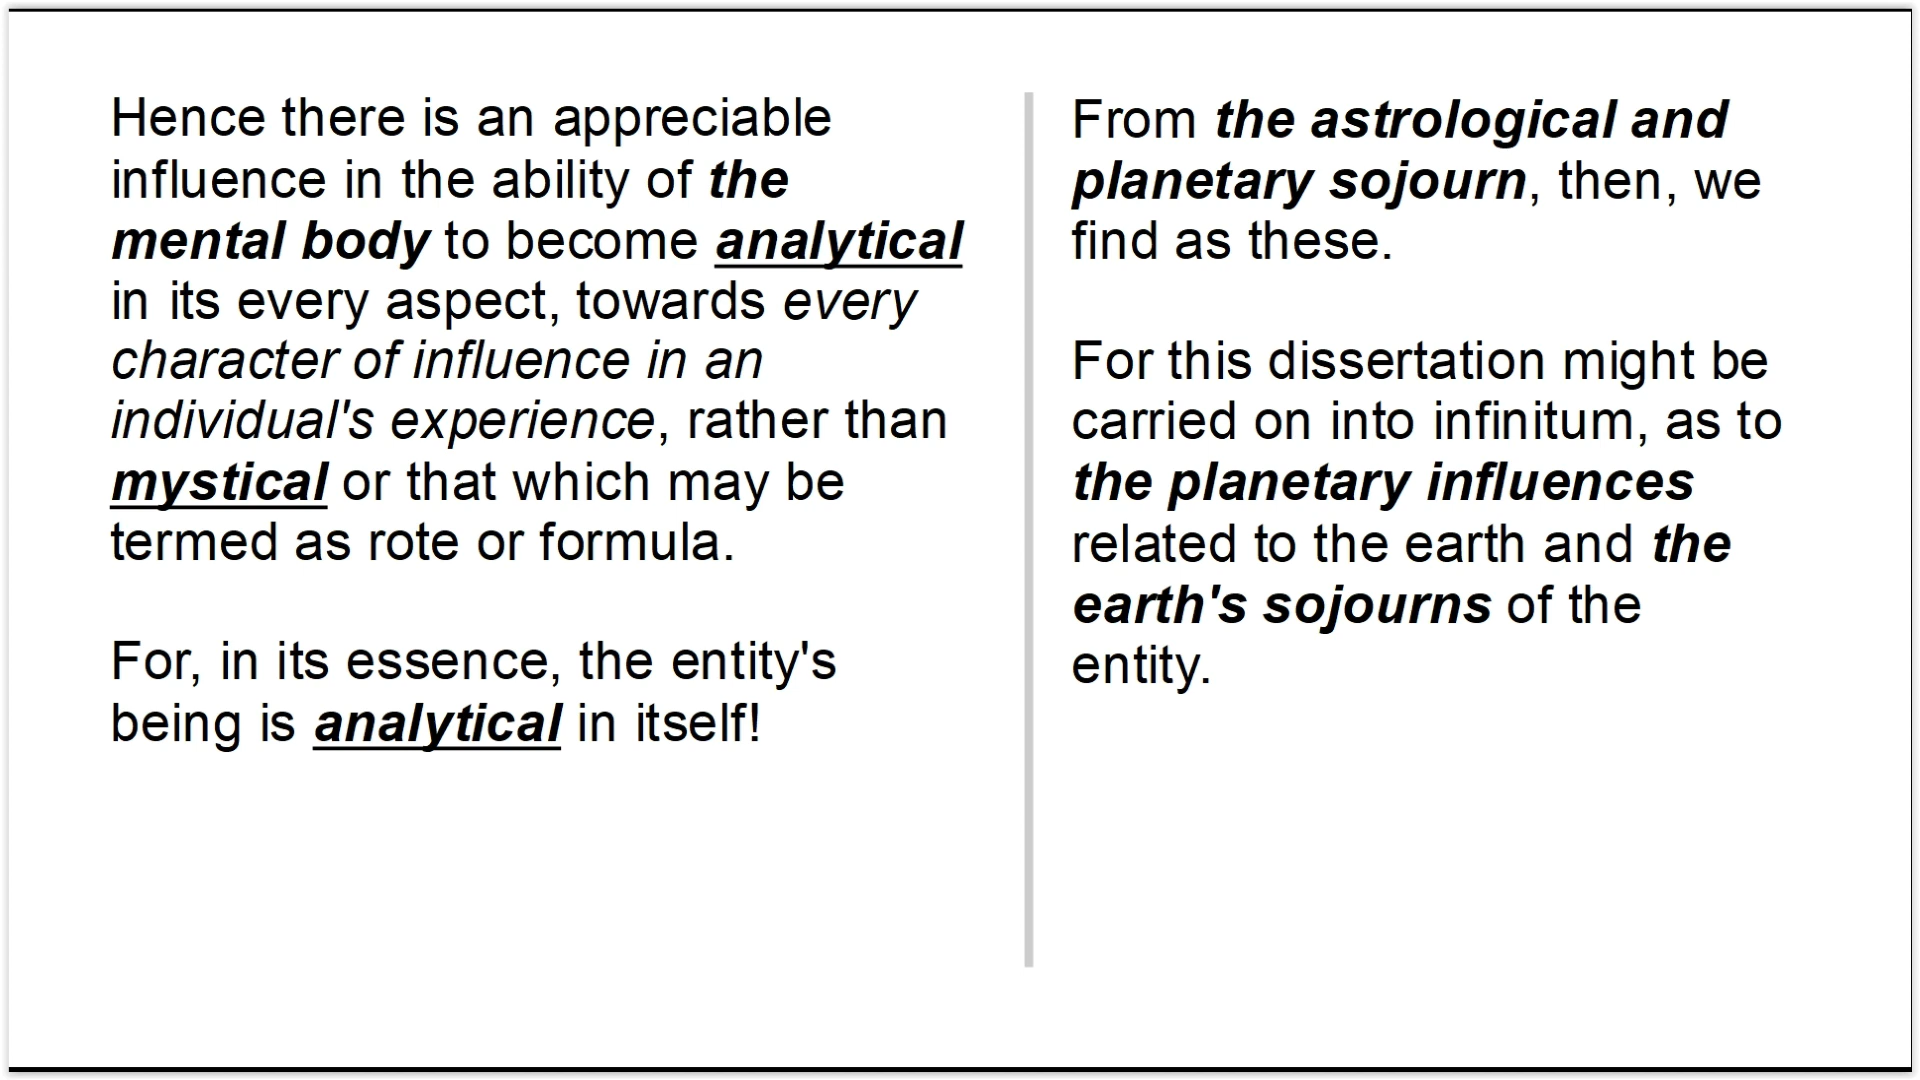 Hence there is an appreciable
influence in the ability of the
mental body to become analytical
in its every aspect, towards every
character of influence in an
individual's experience, rather than
mystical or that which may be
termed as rote or formula.
For, in its essence, the entity's
being is analytical in itself!
From the astrological and
planetary sojourn, then, we
find as these.
For this dissertation might be
carried on into infinitum, as to
the planetary influences
related to the earth and the
earth's sojourns of the
entity.